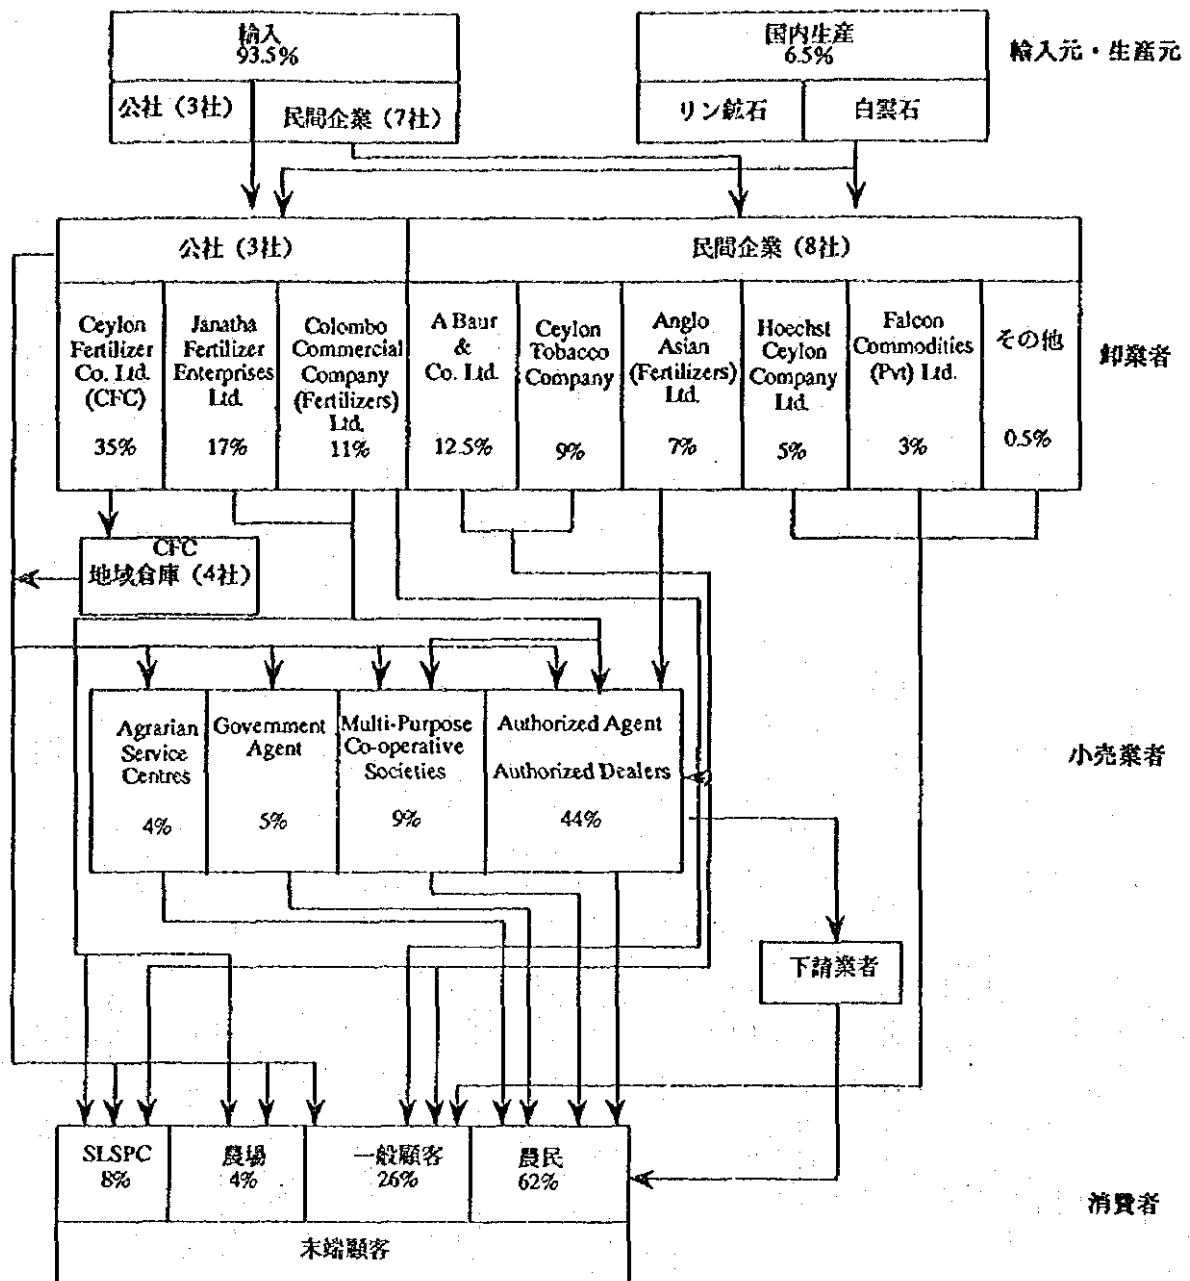 輸入
93.5%
公社（3社）
民間企業（7社）
国内生産
6.5%
リン鉱石
白雲石
輸入元・生産元
公社（3社）
民間企業（8社）
Ceylon
Fertilizer
Co. Ltd.
(CFC)
35%
Janatha
Fertilizer
Enterprises
Ltd.
17%
Colombo
Commercial
Company
(Fertilizers)
Ltd.
11%
A Baur
&
Co. Ltd.
12.5%
Ceylon
Tobacco
Company
9%
Anglo
Asian
(Fertilizers)
Ltd.
7%
Hoechst
Ceylon
Company
Ltd.
5%
Falcon
Commodities
(Pvt) Ltd.
3%
その他
0.5%
卸業者
CFC
地域倉庫（4社）
Agrarian
Service
Centres
4%
Government
Agent
5%
Multi-Purpose
Co-operative
Societies
9%
Authorized Agent
Authorized Dealers
44%
小売業者
下請業者
SLSPC
8%
農場
4%
一般顧客
26%
農民
62%
末端顧客
消費者